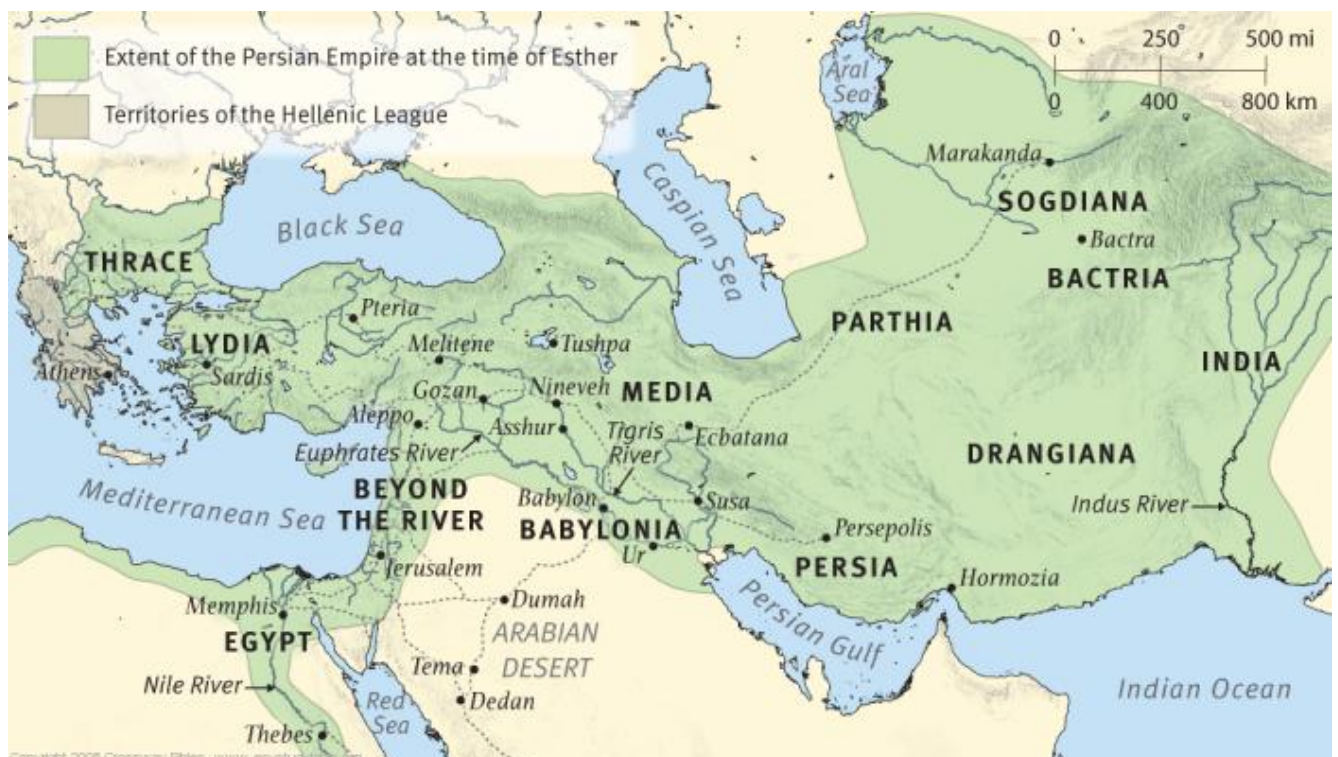 Extent of the Persian Empire at the time of Esther
Territories of the Hellenic League
0 250 500 mi
0 400 800 km
Aral
Sea
Marakanda
SOGDIANA
Bactra
BACTRIA
Caspian Sea
Black Sea
THRACE
Pteria
PARTHIA
LYDIA
Sardis
Athens
Melitene
Tushpa
INDIA
Gozan
Nineveh
MEDIA
Aleppo
Asshur
Tigris
River
Ecbatana
Euphrates River
DRANGIANA
Mediterranean Sea
BEYOND
THE RIVER
Babylon
Susa
Indus River
BABYLONIA
Persepolis
Ur
PERSIA
Jerusalem
Hormozia
Memphis
Dumah
EGYPT
ARABIAN
DESERT
Persian Gulf
Tema
Nile River
Dedan
Red
Sea
Indian Ocean
Thebes